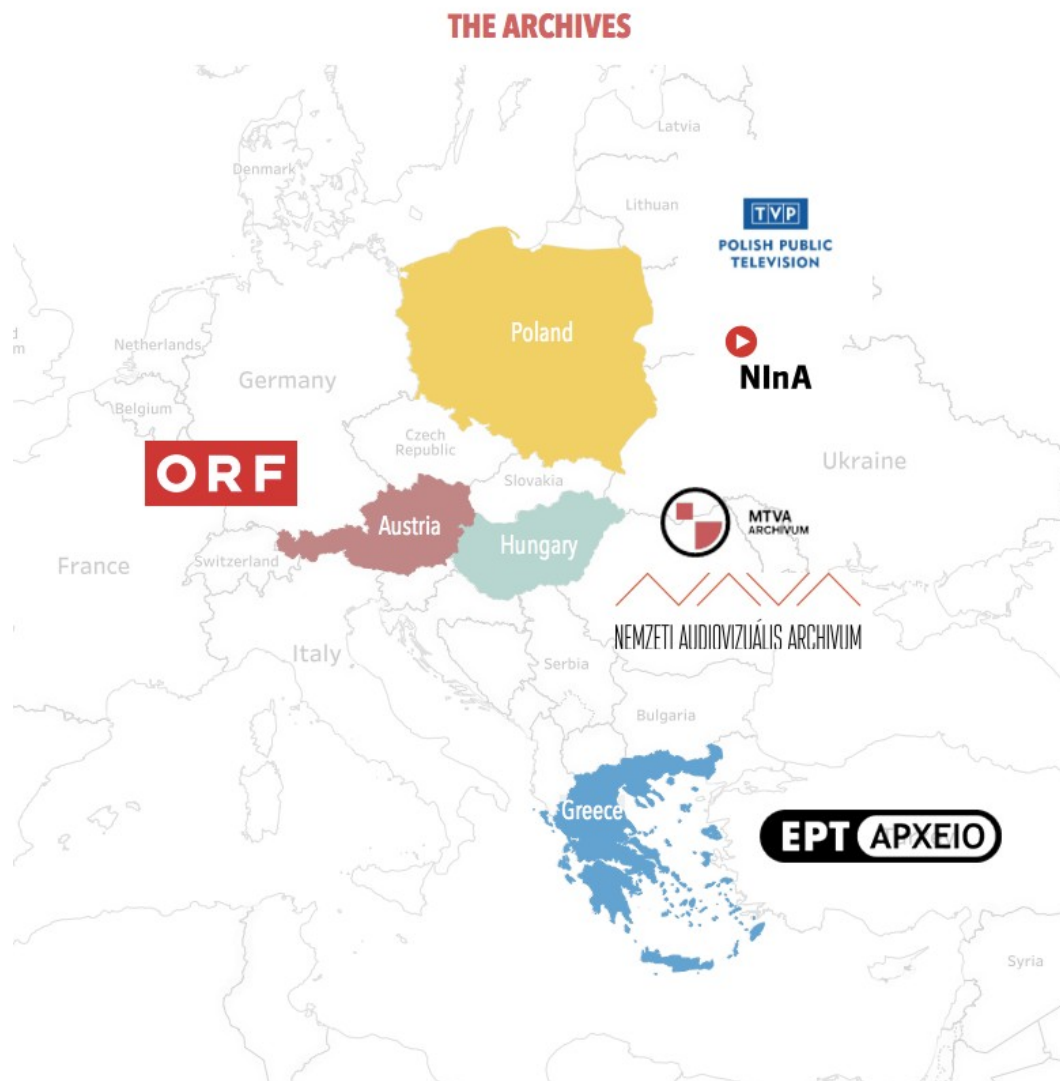 THE ARCHIVES
Latvia
Denmark
Lithuan
TVP
POLISH PUBLIC
TELEVISION
Poland
d
m
Netherlands
NInA
Germany
Belgium
Czech
Republic
Ukraine
ORF
Slovakia
Austria
MTVA
ARCHIVUM
Hungary
Switzerland
France
NAVA
NEMZETI AUDIOVIZUÁLIS ARCHIVUM
Italy
Serbia
Bulgaria
Greece
ΕΡΤ ΑΡΧΕΙΟ
Syria